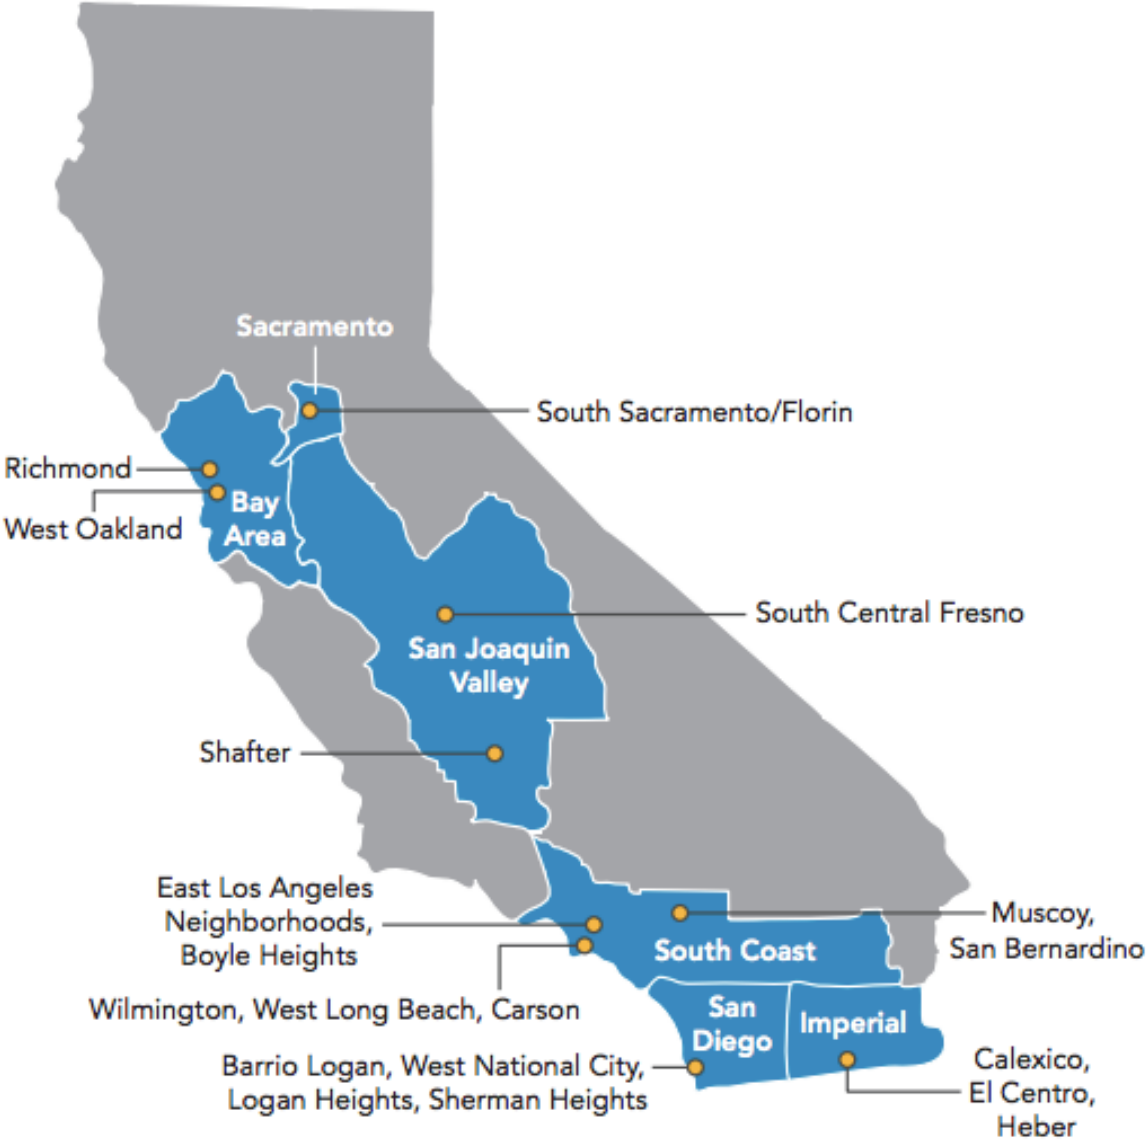 Sacramento
South Sacramento/Florin
Richmond
Bay
Area
West Oakland
South Central Fresno
San Joaquin
Valley
Shafter
East Los Angeles
Neighborhoods,
Boyle Heights
Muscoy,
San Bernardino
South Coast
Wilmington, West Long Beach, Carson
San
Diego
Imperial
Barrio Logan, West National City,
Logan Heights, Sherman Heights
Calexico,
El Centro,
Heber